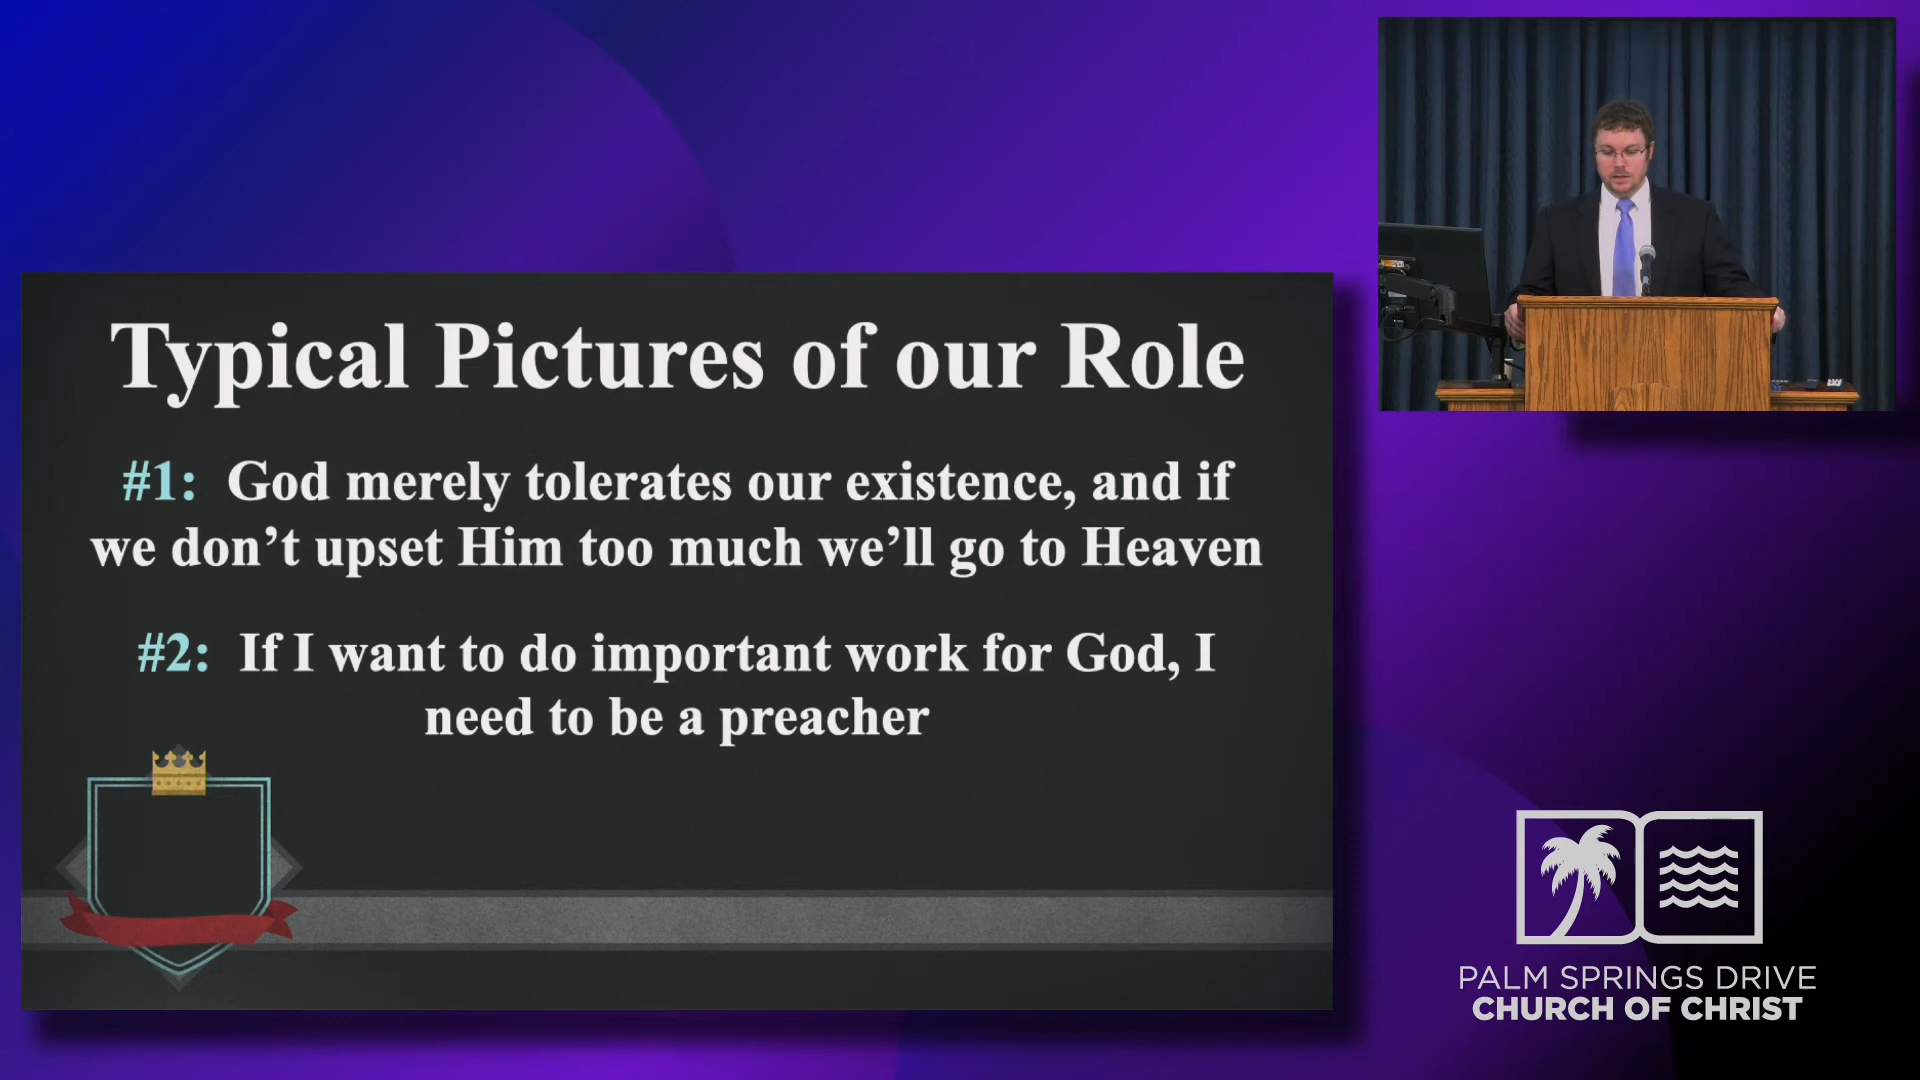 Typical Pictures of our Role
#1: God merely tolerates our existence, and if
we don’t upset Him too much we’ll go to Heaven
#2: If I want to do important work for God, I
need to be a preacher
PALM SPRINGS DRIVE
CHURCH OF CHRIST